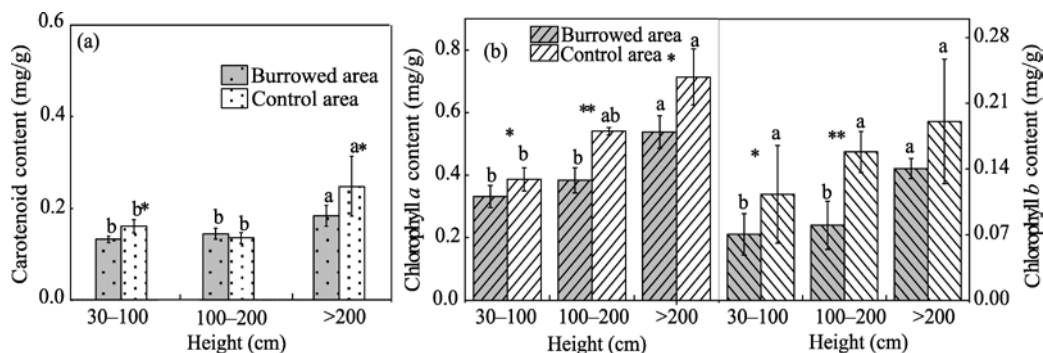 (a)
Burrowed area
Control area
Carotenoid content (mg/g)
0.6
0.4
0.2
0.0
b
b*
b
b
a
a*
30–100
100–200
>200
Height (cm)
(b)
Burrowed area
Control area
Chlorophyll a content (mg/g)
0.8
0.6
0.4
0.2
0.0
*
b
b
**
b
ab
*
a
a
30–100
100–200
>200
*
b
a
**
b
a
a
a
30–100
100–200
>200
Height (cm)
0.28
0.21
0.14
0.07
0.00
Chlorophyll b content (mg/g)